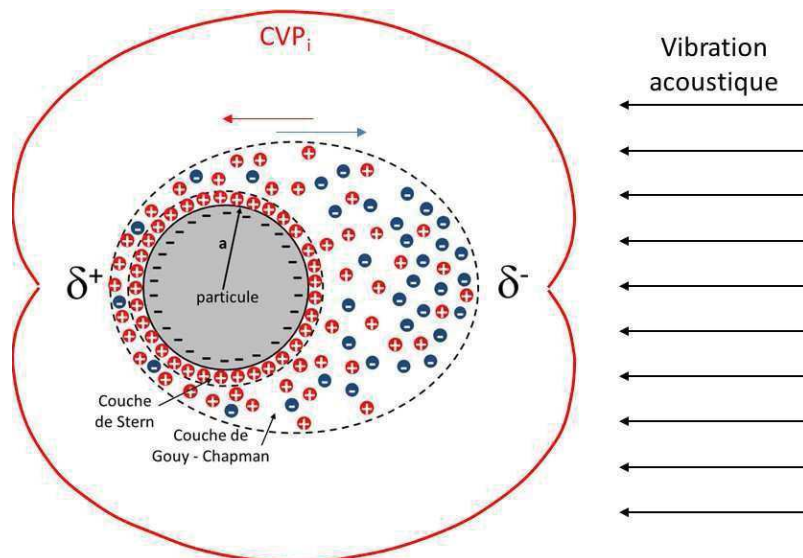 CVPi
Vibration
acoustique
a
δ+
δ-
particule
Couche
de Stern
Couche de
Gouy - Chapman